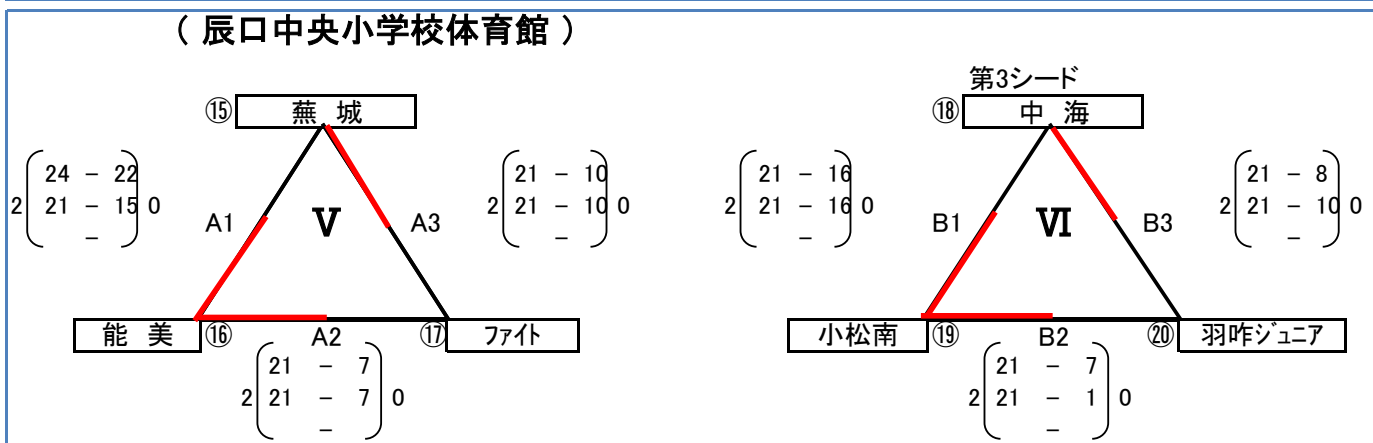 ( 辰口中央小学校体育館 )
⑮ 蕪 城
24 - 22
2 21 - 15 0
-
A1
Ⅴ
A3
21 - 10
2 21 - 10 0
-
能 美 ⑯
A2
⑰ ファイト
21 - 7
2 21 - 7 0
-
第3シード
⑱ 中 海
21 - 16
2 21 - 16 0
-
B1
Ⅵ
B3
21 - 8
2 21 - 10 0
-
小松南 ⑲
B2
⑳ 羽咋ジュニア
21 - 7
2 21 - 1 0
-